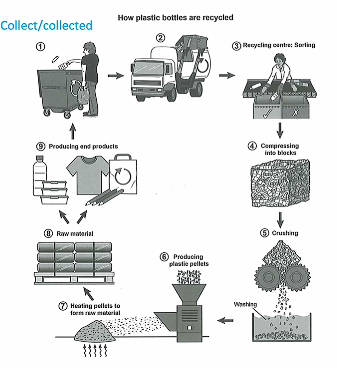 How plastic bottles are recycled
Collect/collected
1
2
3 Recycling centre: Sorting
4 Compressing
into blocks
5 Crushing
Washing
6 Producing
plastic pellets
7 Heating pellets to
form raw material
8 Raw material
9 Producing end products